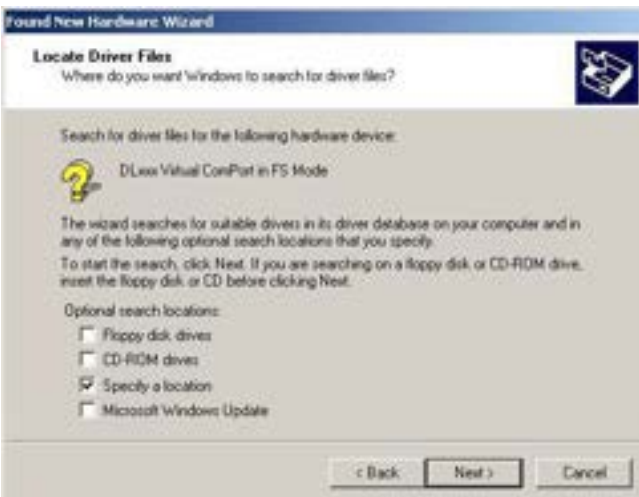 Found New Hardware Wizard
Locate Driver Files
Where do you want Windows to search for driver files?
Search for driver files for the following hardware device:
DLxxx Virtual ComPort in FS Mode
The wizard searches for suitable drivers in its driver database on your computer and in
any of the following optional search locations that you specify.
To start the search, click Next. If you are searching on a floppy disk or CD-ROM drive,
insert the floppy disk or CD before clicking Next.
Optional search locations:
Floppy disk drives
CD-ROM drives
Specify a location
Microsoft Windows Update
< Back
Next >
Cancel